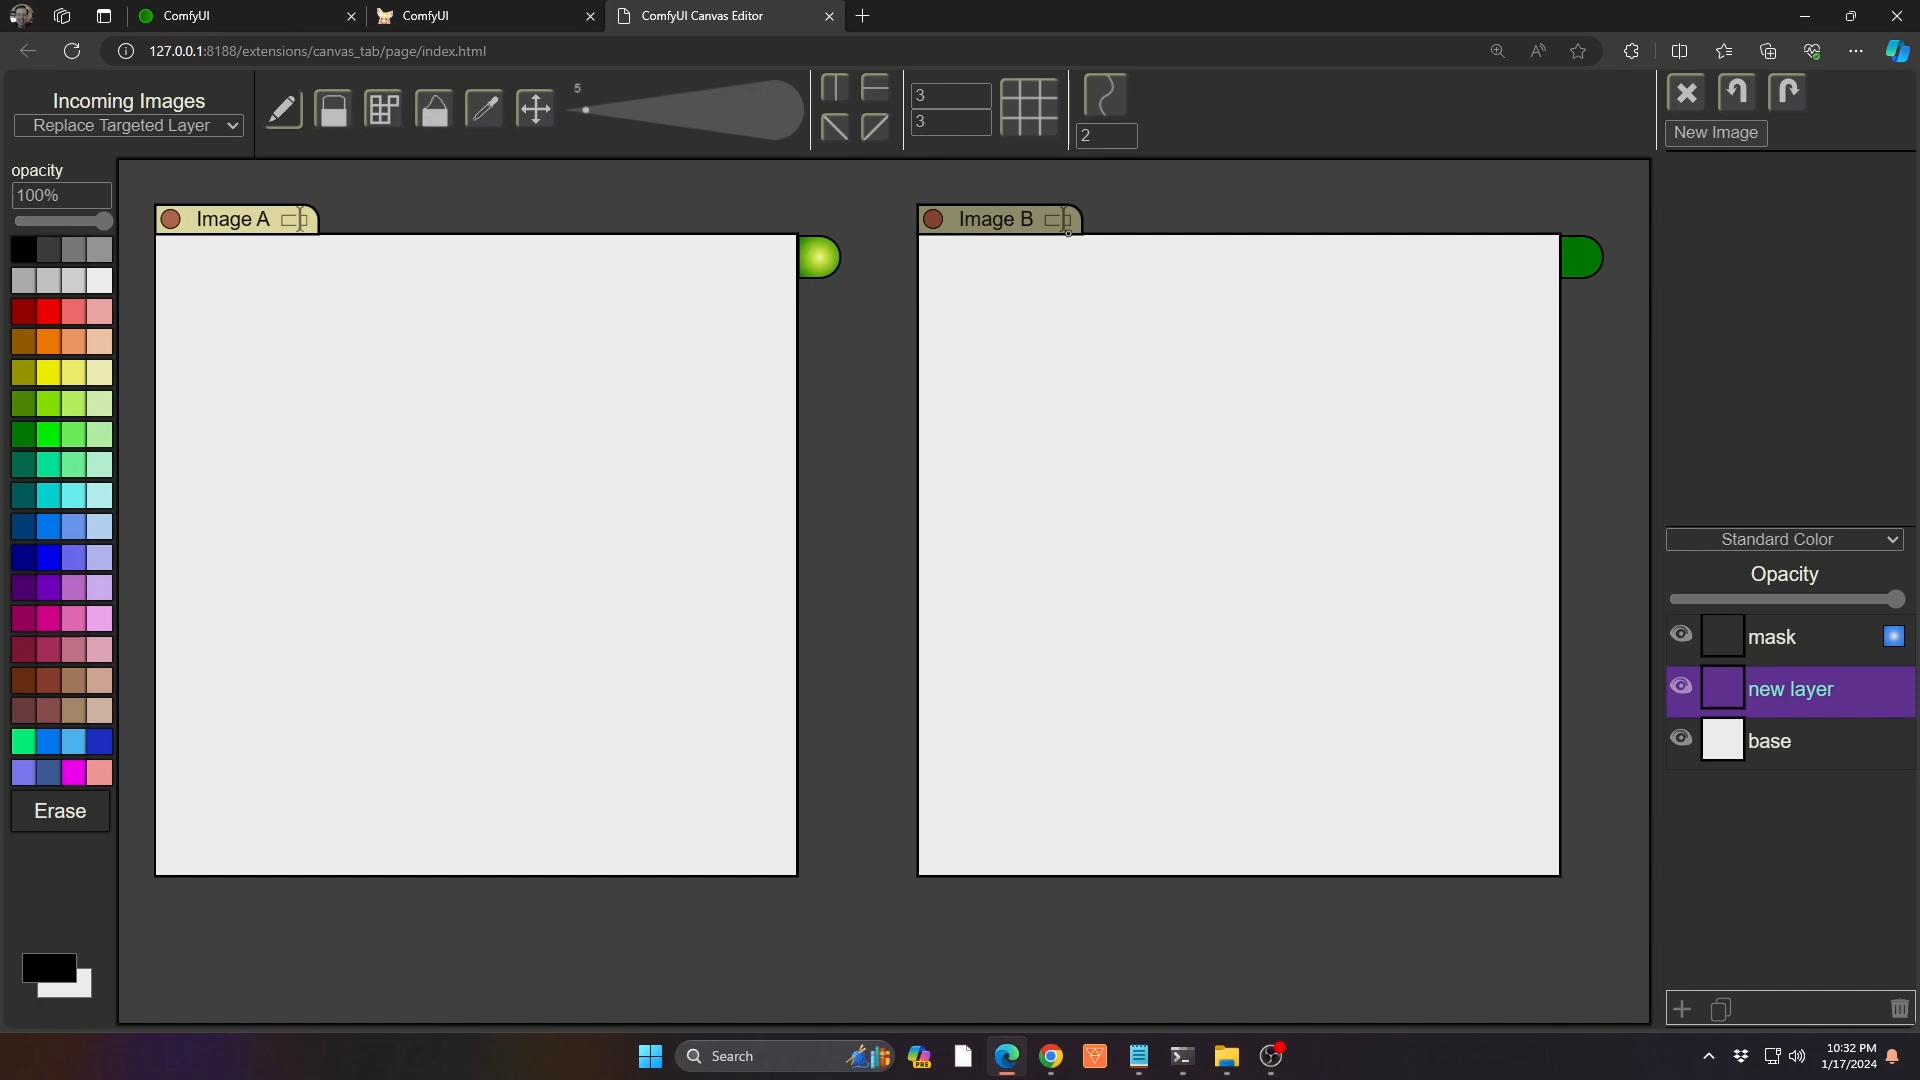 ComfyUI
ComfyUI
ComfyUI Canvas Editor
127.0.0.1:8188/extensions/canvas_tab/page/index.html
Incoming Images
Replace Targeted Layer
5
3
3
2
New Image
opacity
100%
Image A
Image B
Standard Color
Opacity
mask
new layer
base
Erase
Search
PRE
10:32 PM
1/17/2024